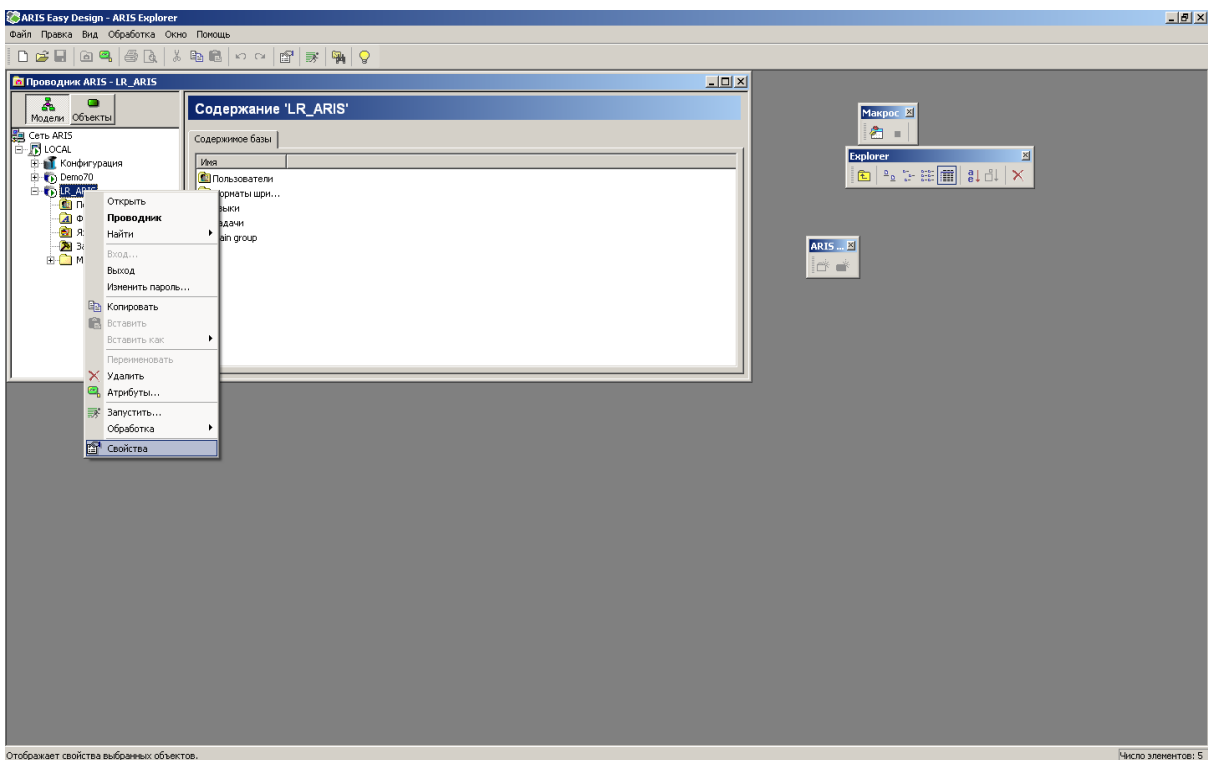 ARIS Easy Design - ARIS Explorer
Файл Правка Вид Обработка Окно Помощь
Проводник ARIS - LR_ARIS
Модели Объекты
Сеть ARIS
LOCAL
Конфигурация
Demo70
LR_ARIS
Содержание 'LR_ARIS'
Содержимое базы
Имя
Пользователи
орматы шри...
зыки
адачи
ain group
Открыть
Проводник
Найти
Вход...
Выход
Изменить пароль...
Копировать
Вставить
Вставить как
Переименовать
Удалить
Атрибуты...
Запустить...
Обработка
Свойства
Макрос
Explorer
ARIS ...
Отображает свойства выбранных объектов.
Число элементов: 5